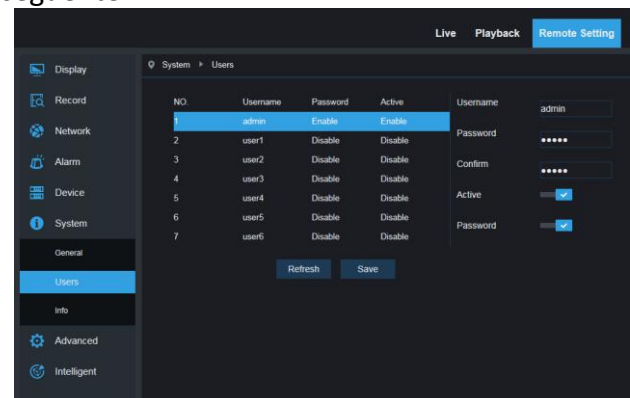 Live Playback Remote Setting
System Users
Display
Record
Network
Alarm
Device
System
General
Users
Info
Advanced
Intelligent
NO. Username Password Active
1 admin Enable Enable
2 user1 Disable Disable
3 user2 Disable Disable
4 user3 Disable Disable
5 user4 Disable Disable
6 user5 Disable Disable
7 user6 Disable Disable
Refresh Save
Username admin
Password •••••
Confirm •••••
Active
Password